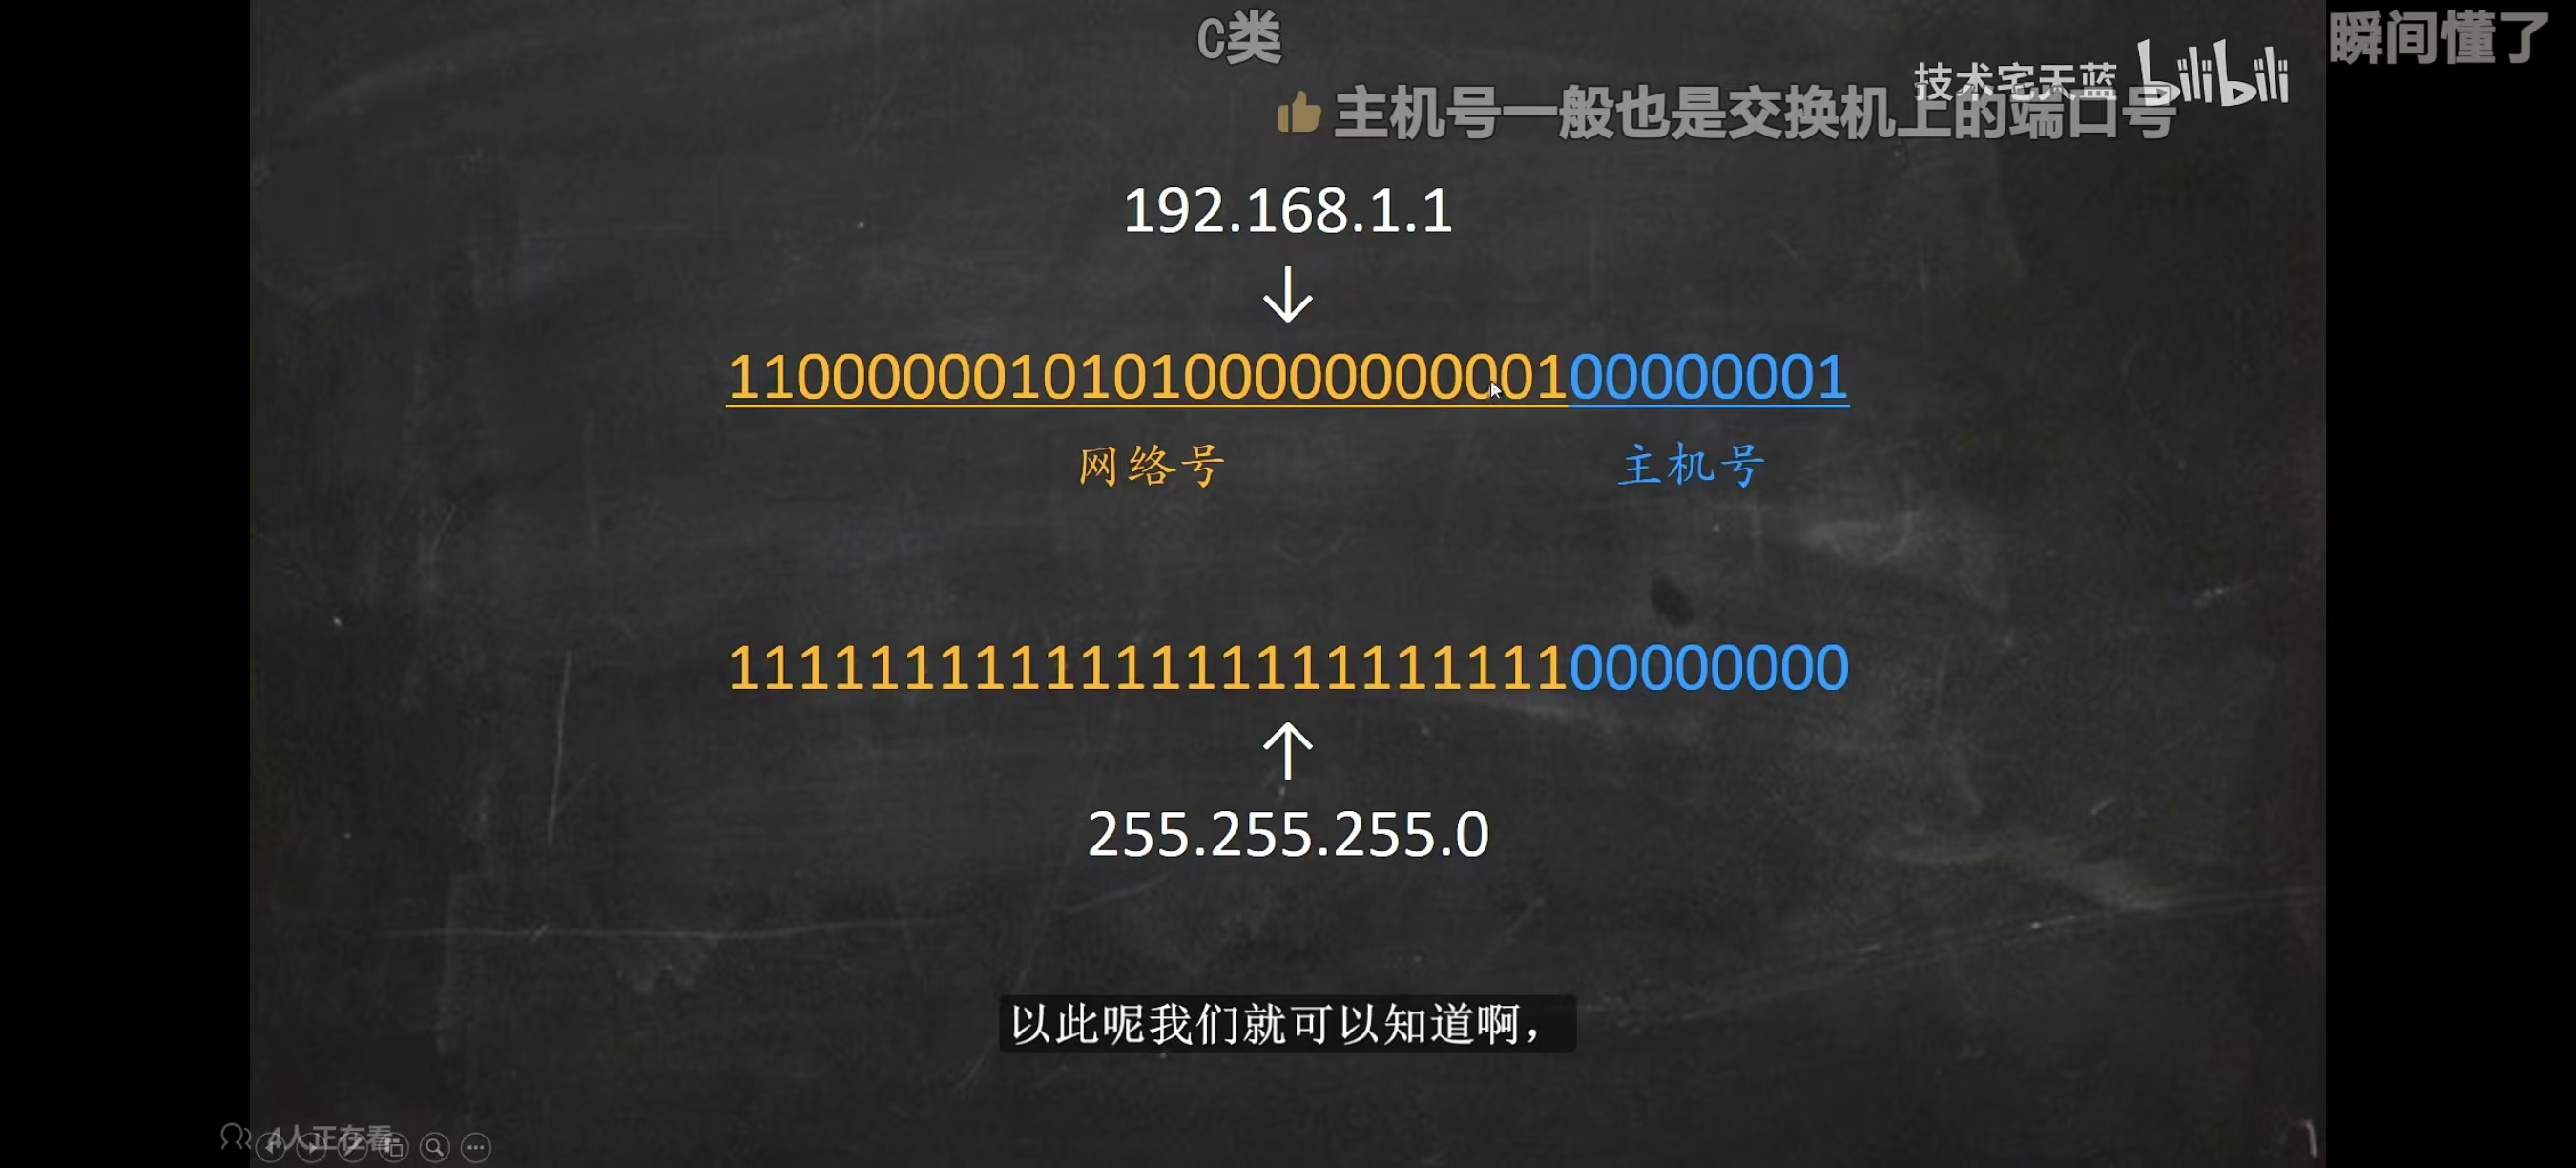 C类
瞬间懂了
技术宅天蓝 bilibili
主机号一般也是交换机上的端口号
192.168.1.1
11000000101010000000000100000001
网络号 主机号
11111111111111111111111100000000
255.255.255.0
以此呢我们就可以知道啊，
4人正在看